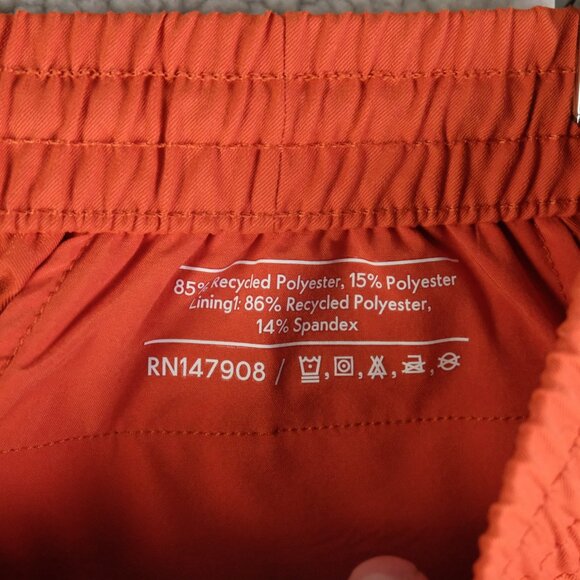 85% Recycled Polyester, 15% Polyester
Lining1: 86% Recycled Polyester,
14% Spandex
RN147908 /